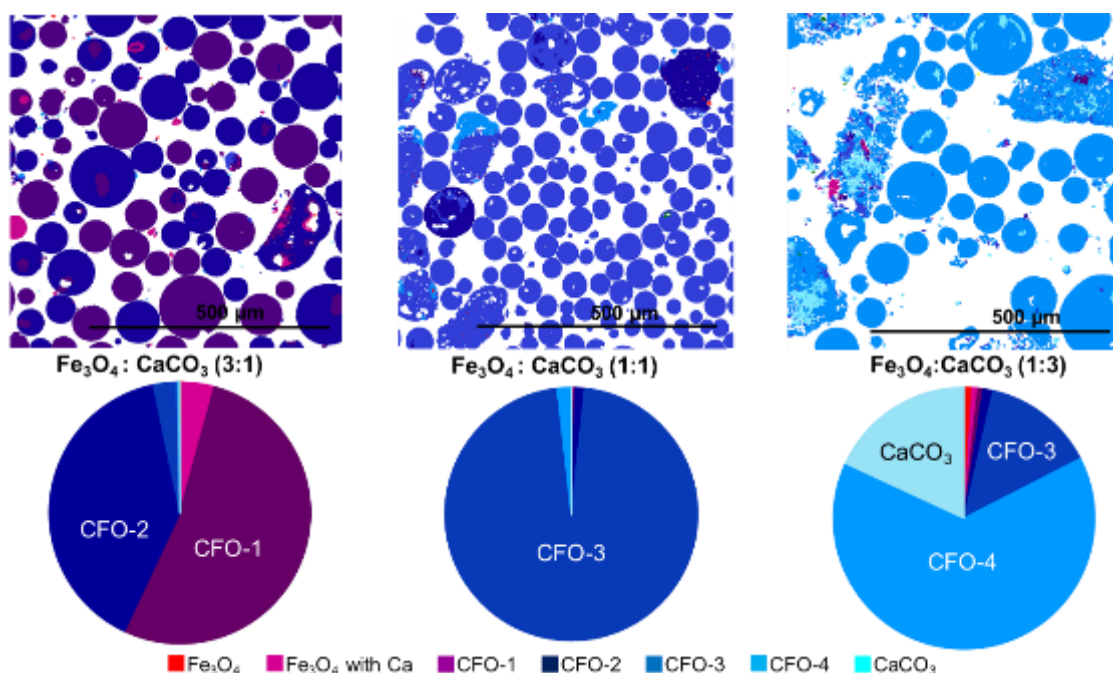 500 µm
500 µm
500 µm
Fe₃O₄ : CaCO₃ (3:1)
Fe₃O₄ : CaCO₃ (1:1)
Fe₃O₄:CaCO₃ (1:3)
CFO-2
CFO-1
CFO-3
CaCO₃
CFO-3
CFO-4
Fe₃O₄
Fe₃O₄ with Ca
CFO-1
CFO-2
CFO-3
CFO-4
CaCO₃